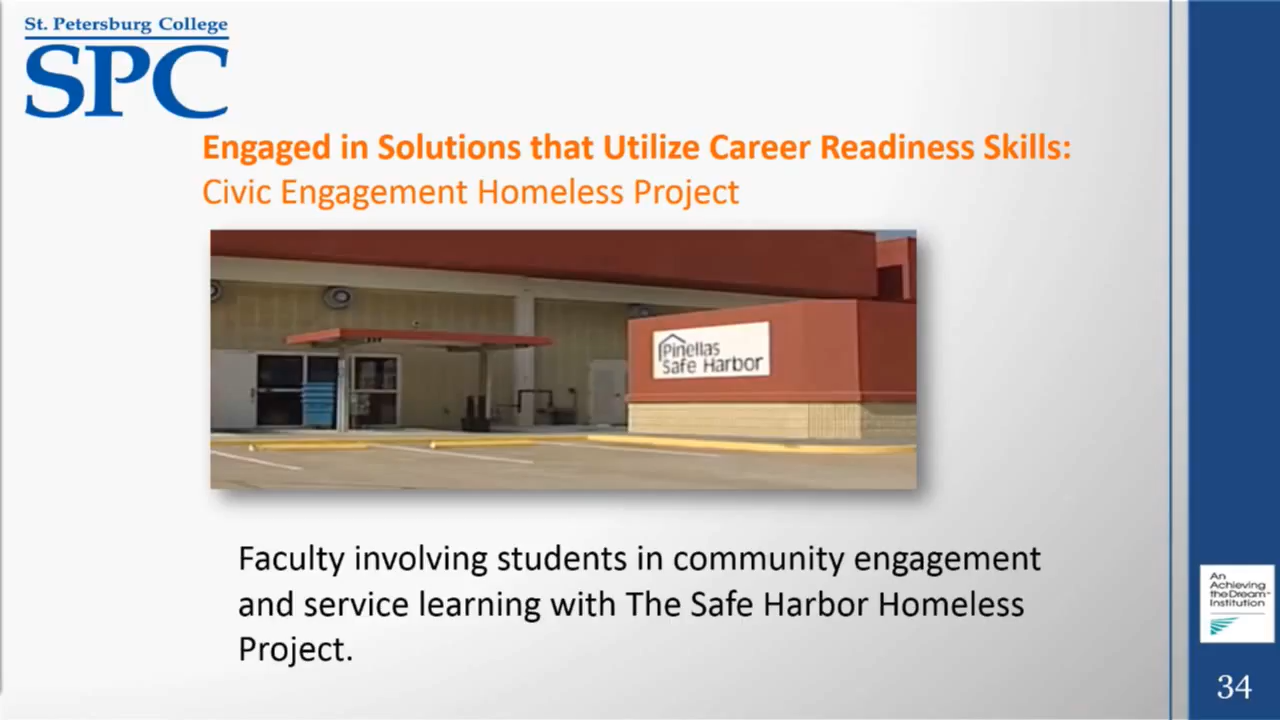 St. Petersburg College
SPC
Engaged in Solutions that Utilize Career Readiness Skills:
Civic Engagement Homeless Project
Pinellas
Safe Harbor
Faculty involving students in community engagement
and service learning with The Safe Harbor Homeless
Project.
An
Achieving
the Dream™
Institution
34